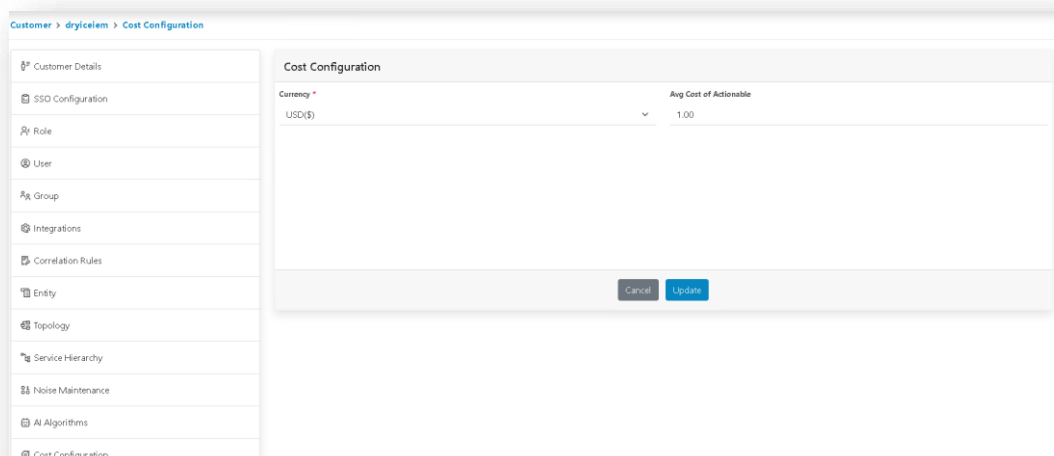 Customer > dryiceiem > Cost Configuration
Customer Details
SSO Configuration
Role
User
Group
Integrations
Correlation Rules
Entity
Topology
Service Hierarchy
Noise Maintenance
AI Algorithms
Cost Configuration
Cost Configuration
Currency *
USD($)
Avg Cost of Actionable
1.00
Cancel
Update